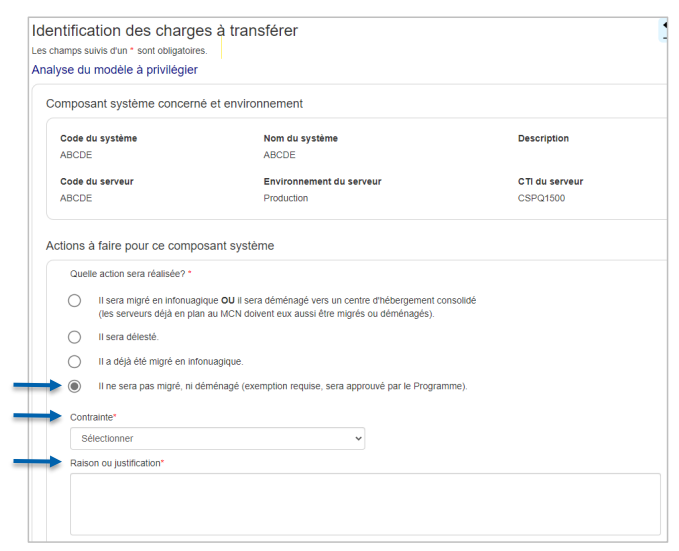 Identification des charges à transférer
Les champs suivis d'un * sont obligatoires.
Analyse du modèle à privilégier
Composant système concerné et environnement
Code du système Nom du système Description
ABCDE ABCDE
Code du serveur Environnement du serveur CTI du serveur
ABCDE Production CSPQ1500
Actions à faire pour ce composant système
Quelle action sera réalisée? *
Il sera migré en infonuagique OU il sera déménagé vers un centre d'hébergement consolidé
(les serveurs déjà en plan au MCN doivent eux aussi être migrés ou déménagés).
Il sera délesté.
Il a déjà été migré en infonuagique.
Il ne sera pas migré, ni déménagé (exemption requise, sera approuvé par le Programme).
Contrainte*
Sélectionner
Raison ou justification*